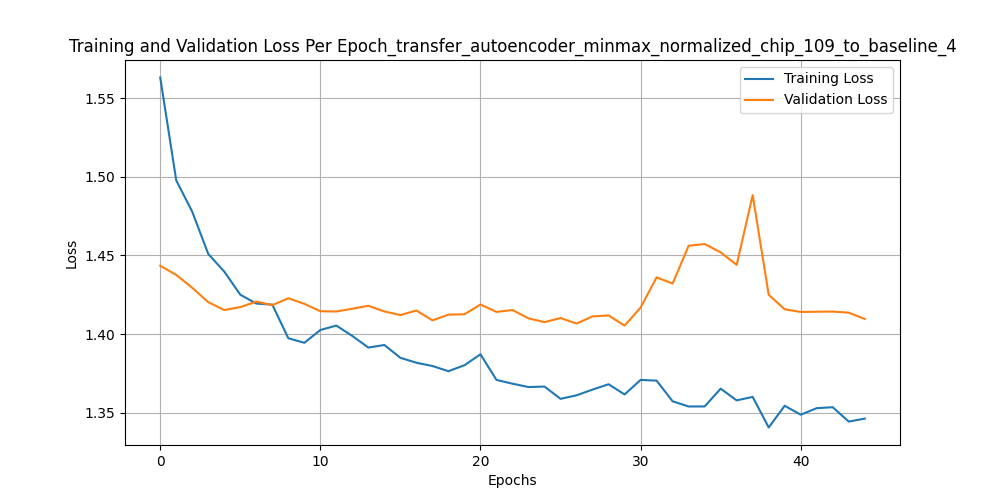 Training and Validation Loss Per Epoch_transfer_autoencoder_minmax_normalized_chip_109_to_baseline_4
Training Loss
Validation Loss
Loss
1.55
1.50
1.45
1.40
1.35
0 10 20 30 40
Epochs